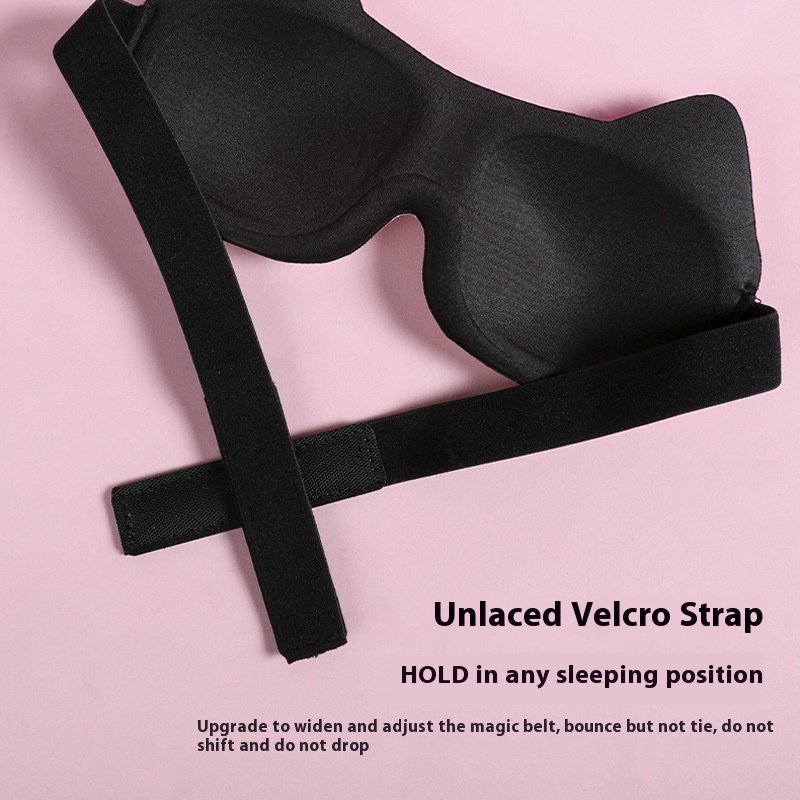 Unlaced Velcro Strap
HOLD in any sleeping position
Upgrade to widen and adjust the magic belt, bounce but not tie, do not
shift and do not drop